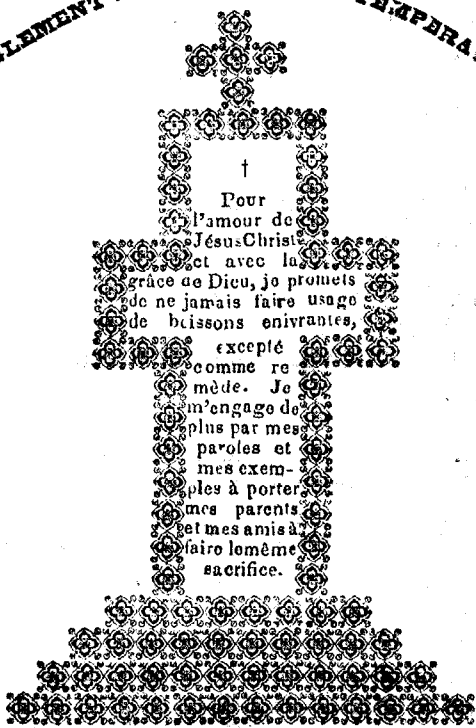 †
Pour
l'amour de
Jésus Christ
et avec la
grâce de Dieu, je promets
de ne jamais faire usage
de boissons enivrantes,
excepté
comme re
mède. Je
m'engage de
plus par mes
paroles et
mes exem-
ples à porter
mes parents
et mes amis à
faire le même
sacrifice.